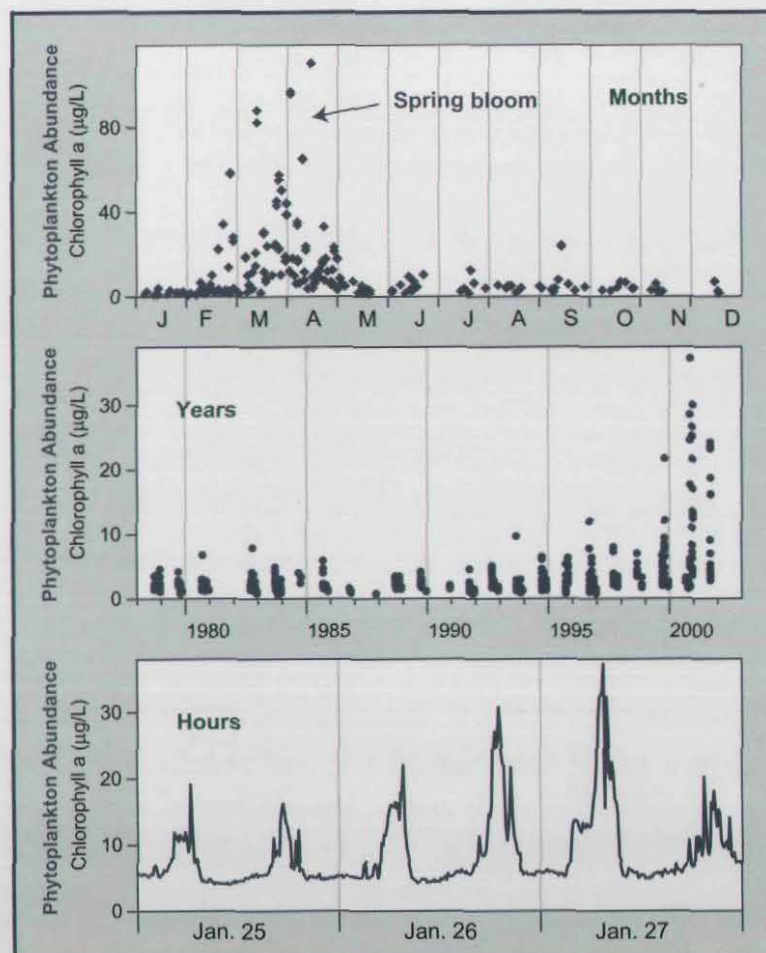 Phytoplankton Abundance
Chlorophyll a (µg/L)
80
40
0
Spring bloom
Months
J F M A M J J A S O N D
Phytoplankton Abundance
Chlorophyll a (µg/L)
30
20
10
0
Years
1980 1985 1990 1995 2000
Phytoplankton Abundance
Chlorophyll a (µg/L)
30
20
10
0
Hours
Jan. 25 Jan. 26 Jan. 27